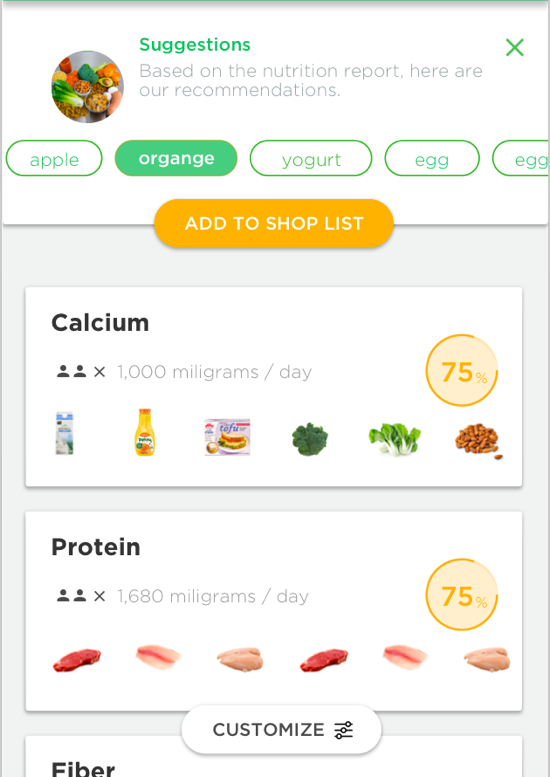 Suggestions
Based on the nutrition report, here are
our recommendations.
apple
organge
yogurt
egg
egg
ADD TO SHOP LIST
Calcium
1,000 miligrams / day
75%
tofu
Protein
1,680 miligrams / day
75%
CUSTOMIZE
Fiber